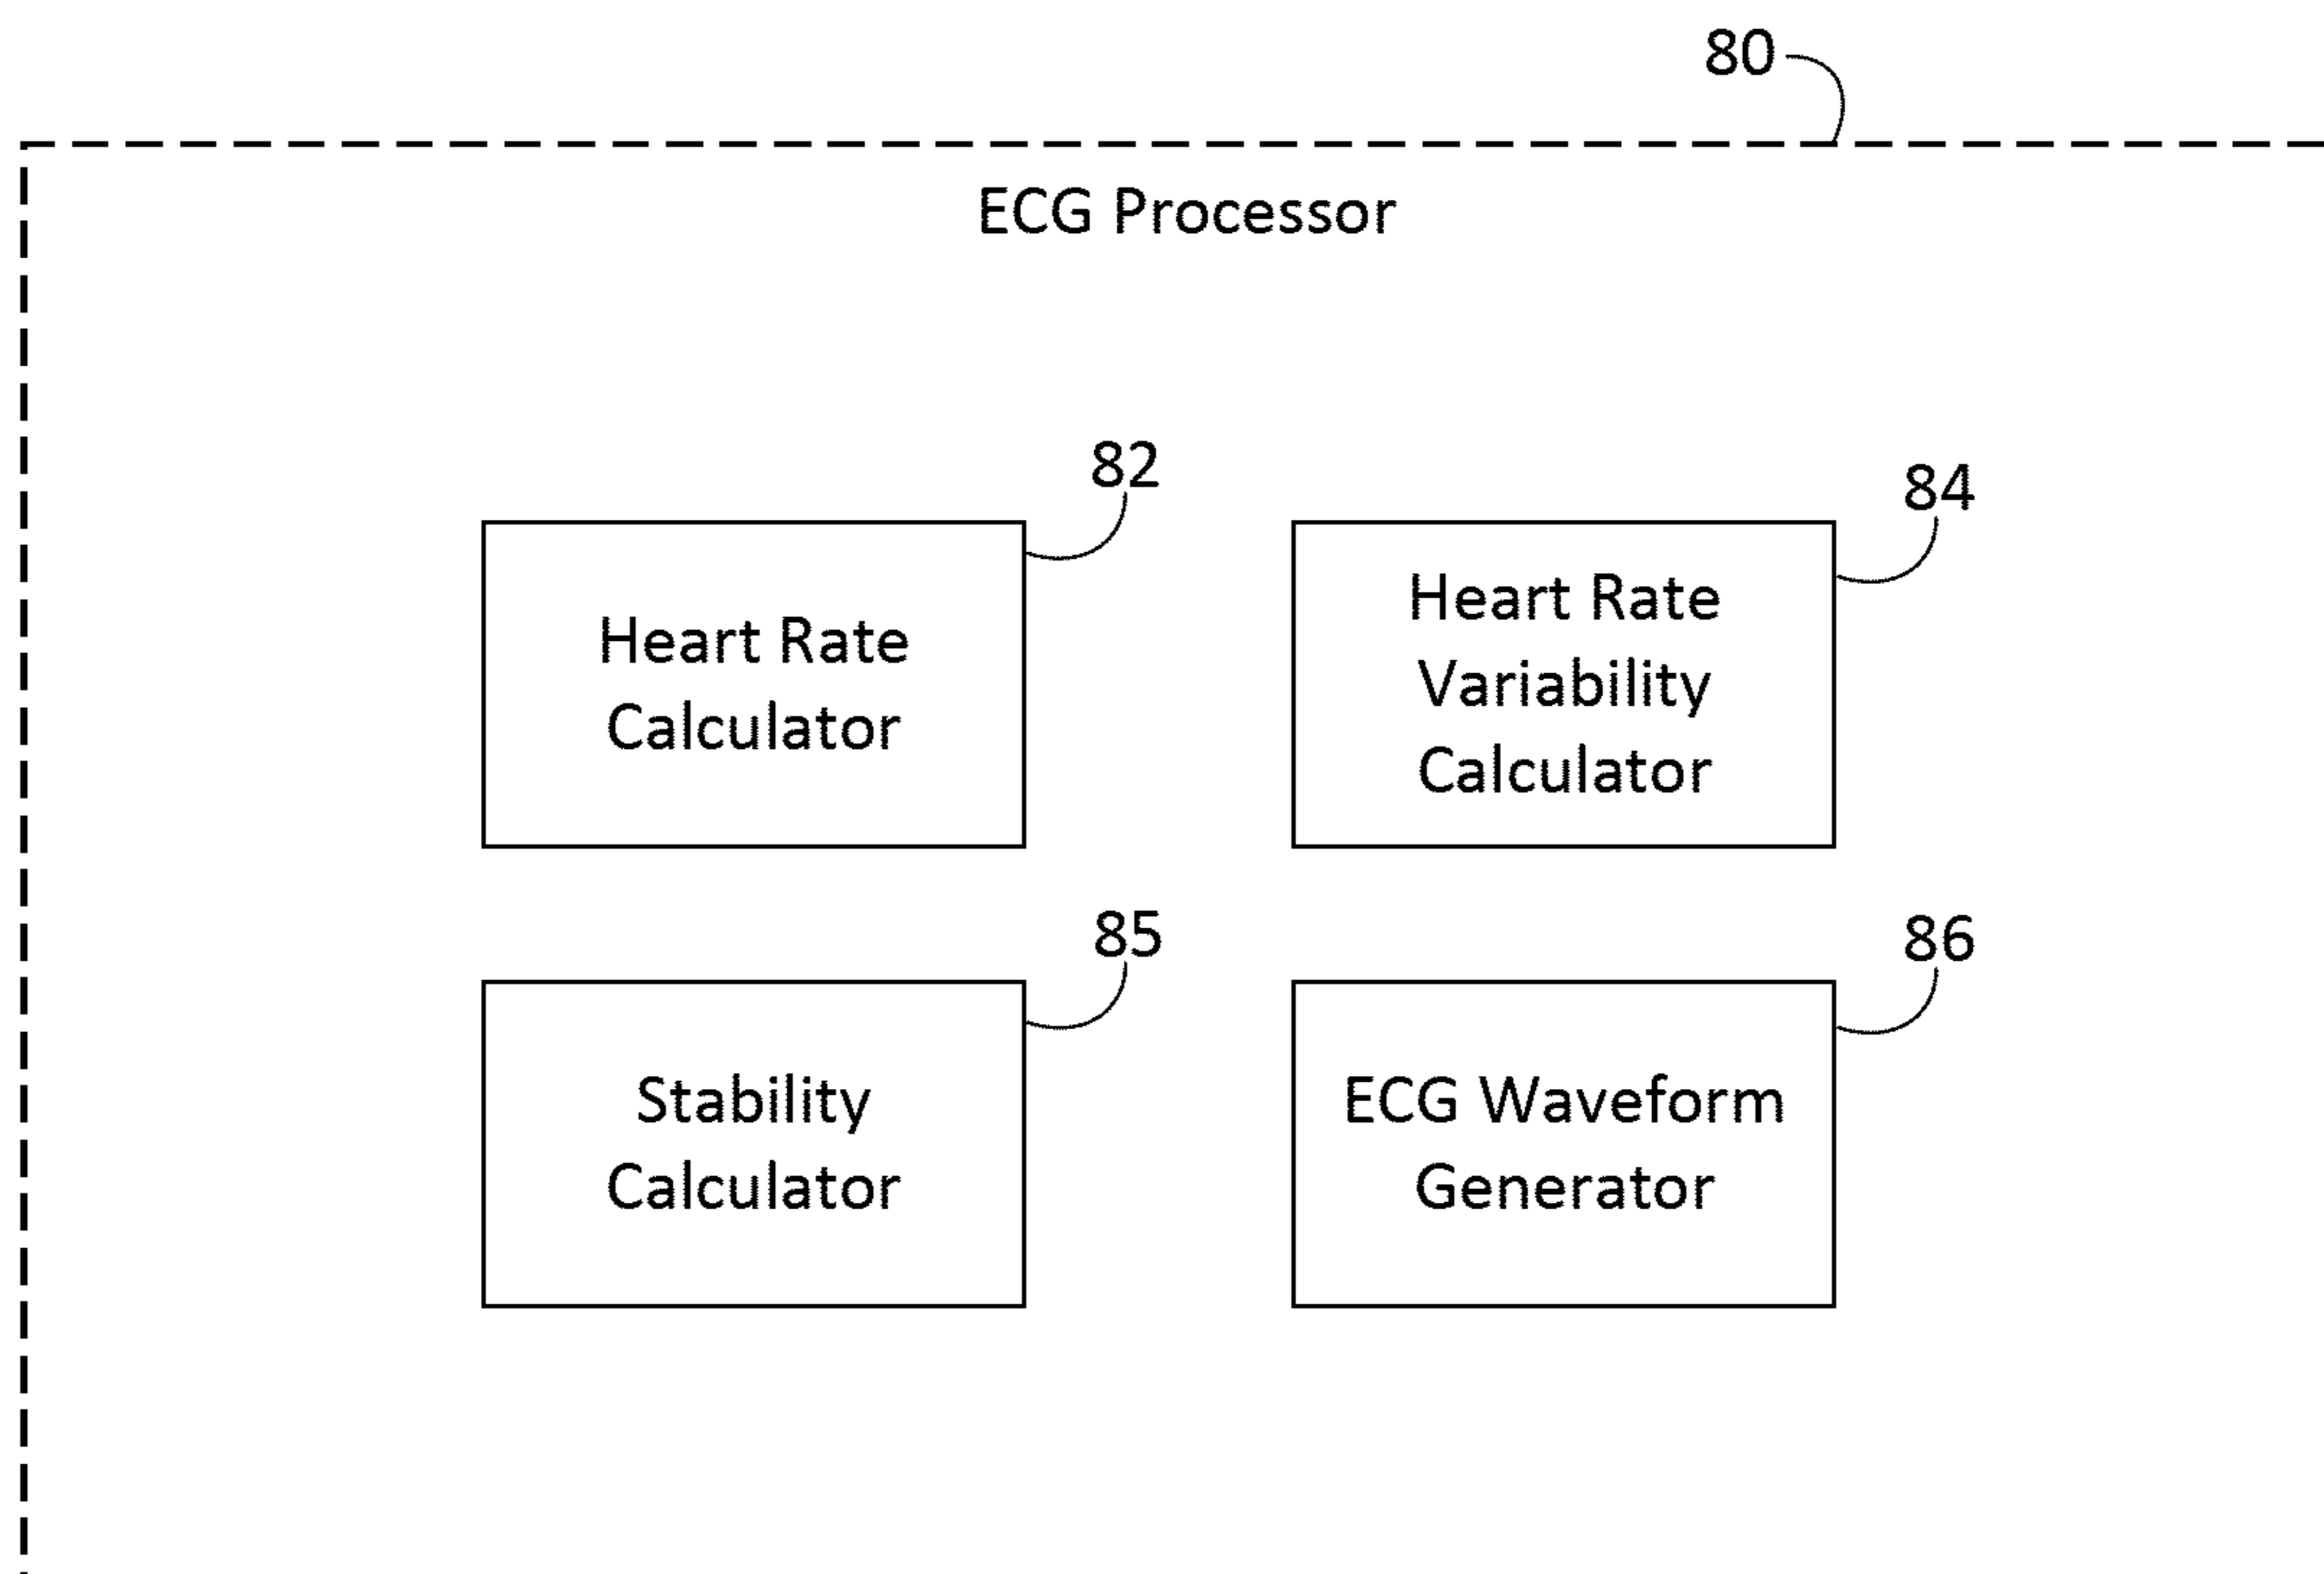 80
ECG Processor
82
84
Heart Rate
Calculator
Heart Rate
Variability
Calculator
85
86
Stability
Calculator
ECG Waveform
Generator